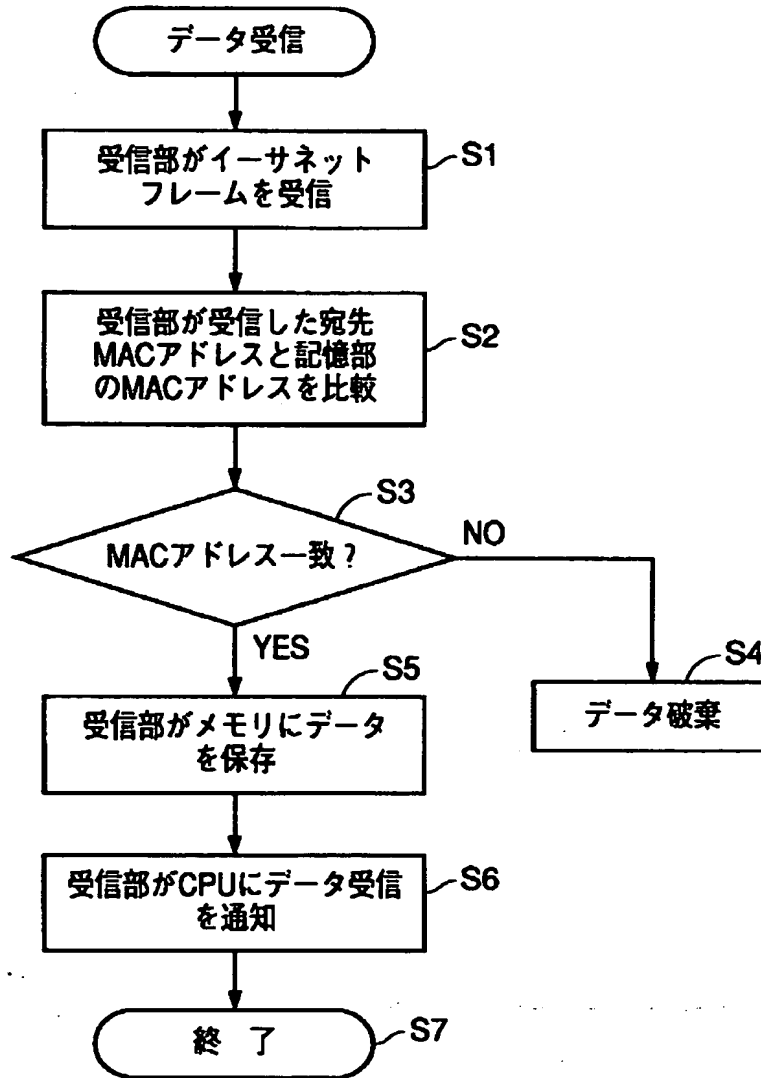 データ受信
受信部がイーサネット
フレームを受信
S1
受信部が受信した宛先
MACアドレスと記憶部
のMACアドレスを比較
S2
S3
MACアドレス一致?
NO
YES
S4
データ破棄
S5
受信部がメモリにデータ
を保存
受信部がCPUにデータ受信
を通知
S6
終 了
S7